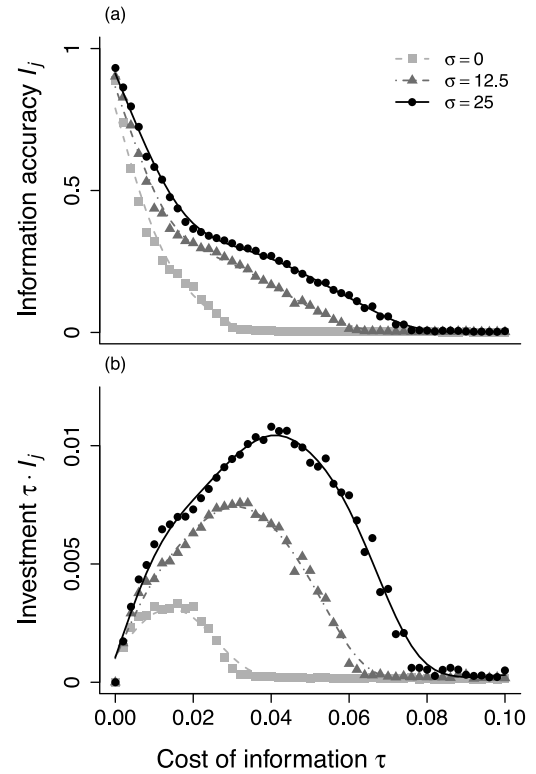 (a)
Information accuracy I_j
1
0.5
0
σ = 0
σ = 12.5
σ = 25
(b)
Investment τ · I_j
0.01
0.005
0
0.00
0.02
0.04
0.06
0.08
0.10
Cost of information τ